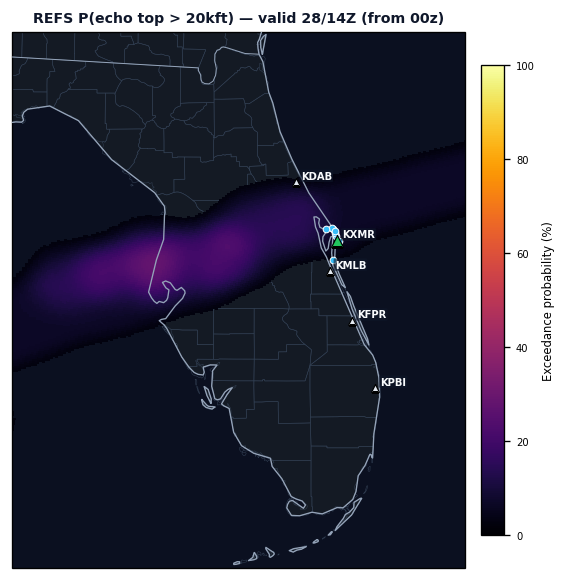 REFS P(echo top > 20kft) — valid 28/14Z (from 00z)
KDAB
KXMR
KMLB
KFPR
KPBI
100
80
60
40
20
0
Exceedance probability (%)